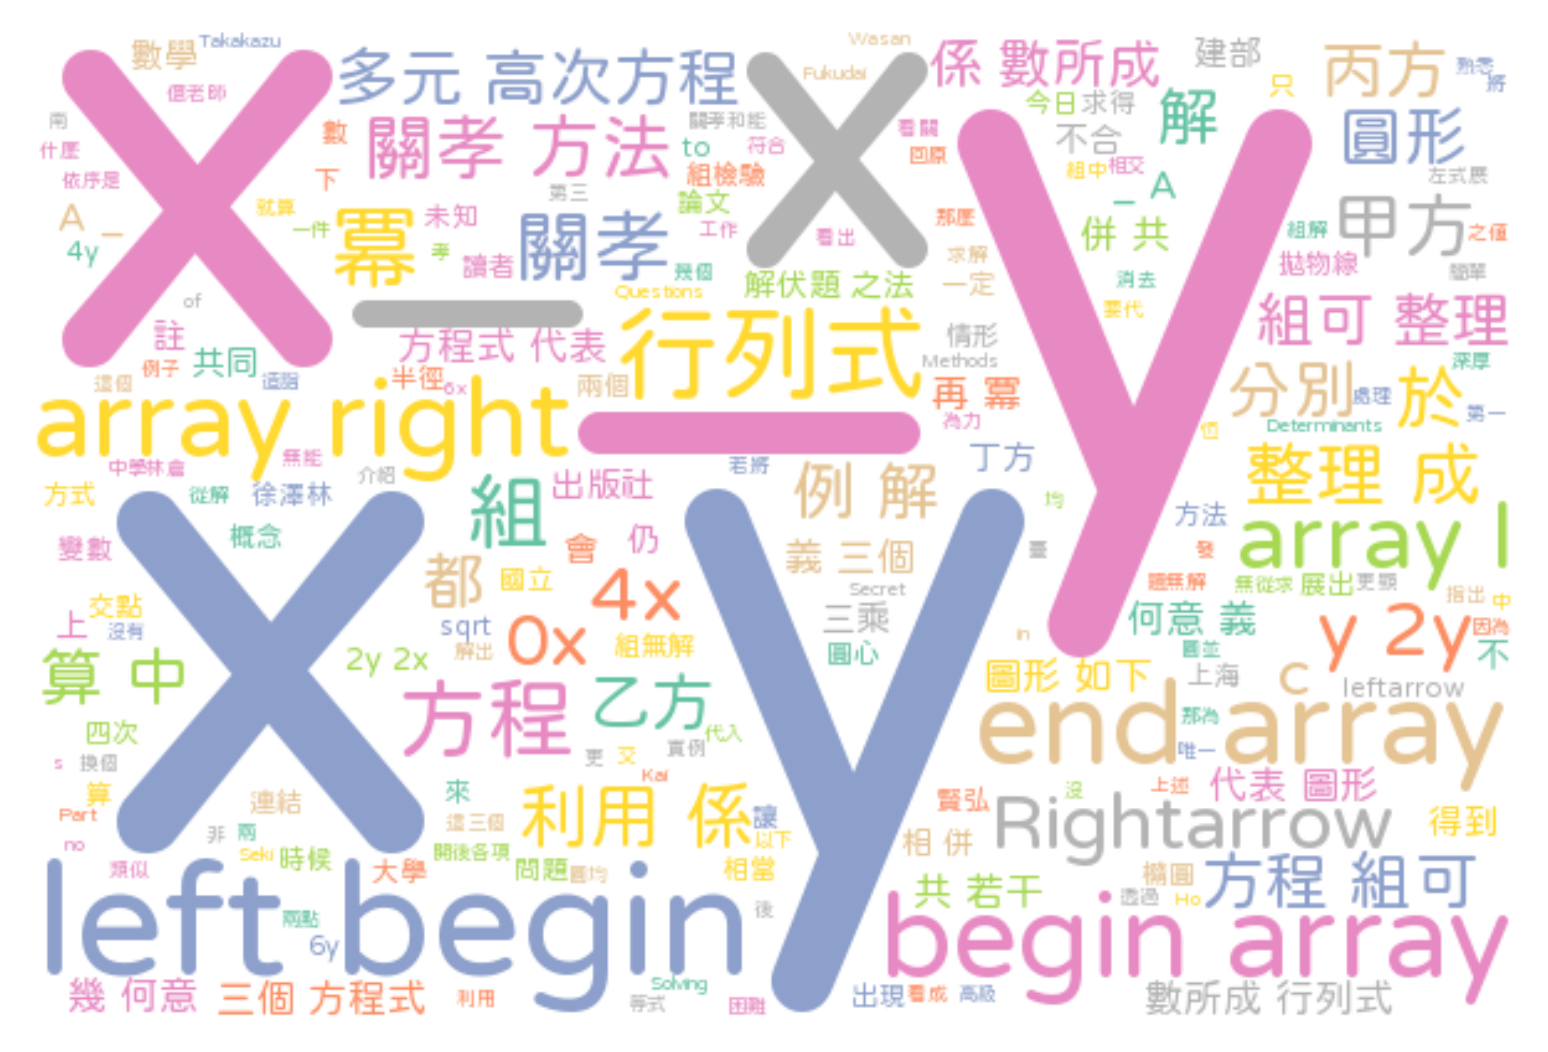 數學 Takakazu
多元 高次方程
Wasan
係 數所成
建部
丙方
Fukudai
只
將
南
數
關孝 方法
關孝和能
to
符合
看關
今日
求得
解
圓形
什麼
不合
回原
依序是
下
第三
組檢驗
組中
相交
左式展
A _
就算
一件
冪
未知
論文
工作
那麼
_ A
甲方
4y
孝
讀者
關孝
幾個
看出
求解
併 共
組解
之值
拋物線
簡單
Questions
解伏題 之法
一定
消去
of
要代
組可 整理
註
方程式 代表
行列式
情形
Methods
例子
共同
半徑
6x
兩個
再 冪
分別
處理
於
深厚
這個
第一
array right
為力
Determinants
無能
介紹
若將
丁方
整理 成
方式
從解
徐澤林
組
出版社
例 解
均
方法
array l
變數
概念
會
仍
義 三個
臺
發
都
國立
4x
Secret
題無解
無從求
展出
更顯
指出
中
交點
上
沒有
sqrt
0x
組無解
三乘
in
何意 義
y 2y
因為
算 中
2y 2x
解出
圓心
圖並
不
圖形 如下
上海
C
leftarrow
方程
乙方
end array
那為
四次
代入
唯一
s
換個
更
交
實例
Kai
算
連結
來
利用 係
讓
賢弘
沒
上述
代表 圖形
Part
非
兩
這三個
以下
相 併
Rightarrow
得到
no
Seki
時候
開後各項
類似
大學
問題
圓均
相當
共 若干
透過
橢圓
Ho
方程 組可
left begin
兩點
6y
後
begin array
幾 何意
三個 方程式
利用
Solving
等式
困難
出現
看成
高級
數所成 行列式
x
x
y
x
y